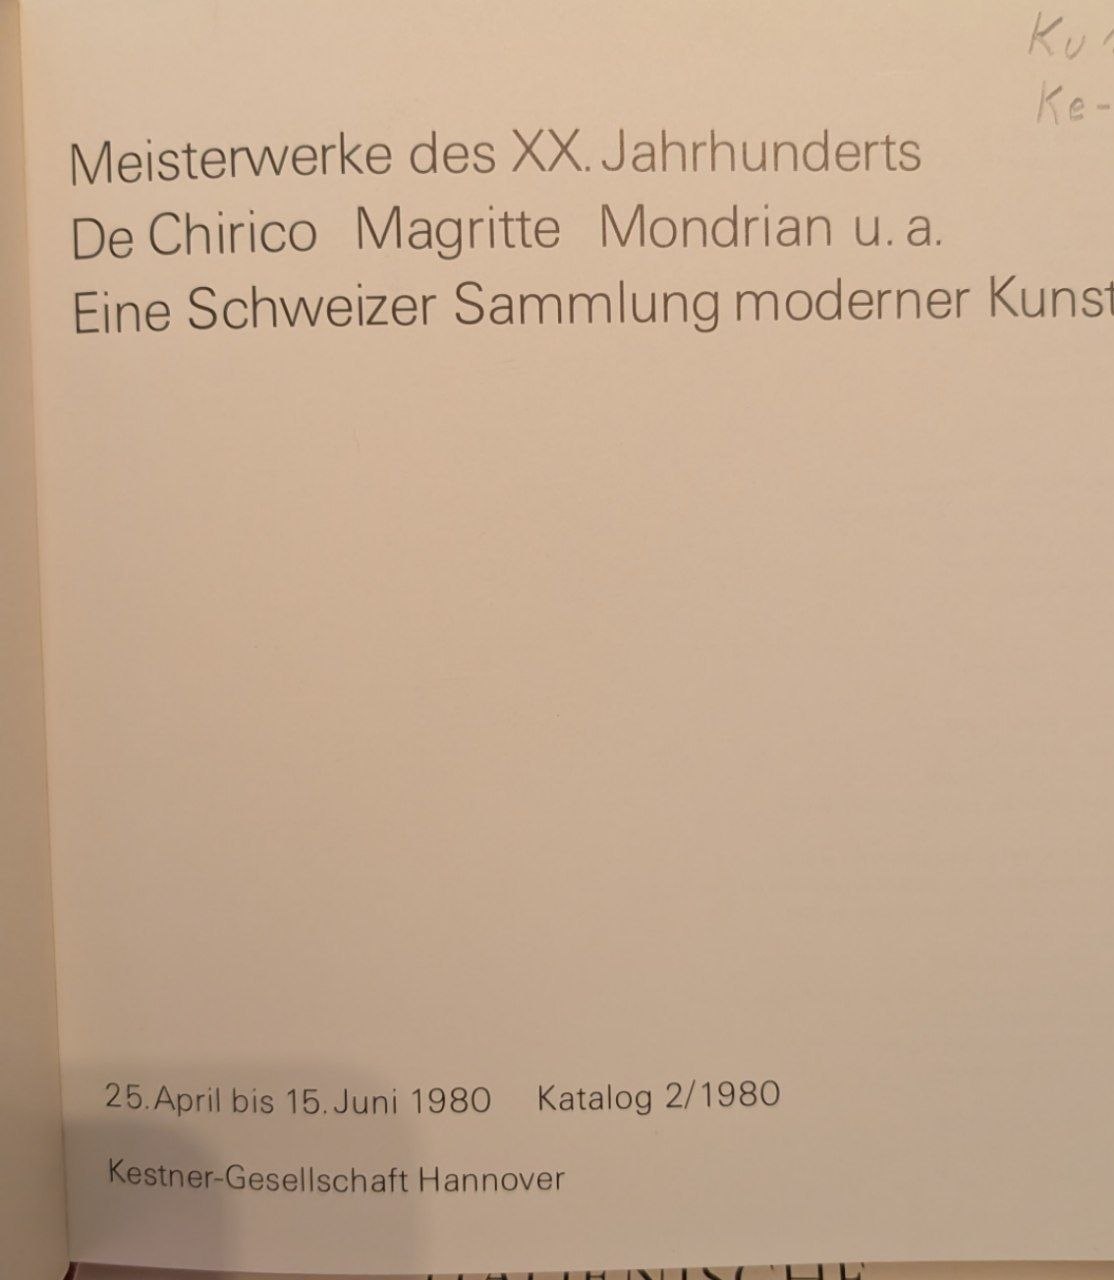 Meisterwerke des XX. Jahrhunderts
De Chirico Magritte Mondrian u. a.
Eine Schweizer Sammlung moderner Kunst
25. April bis 15. Juni 1980 Katalog 2/1980
Kestner-Gesellschaft Hannover